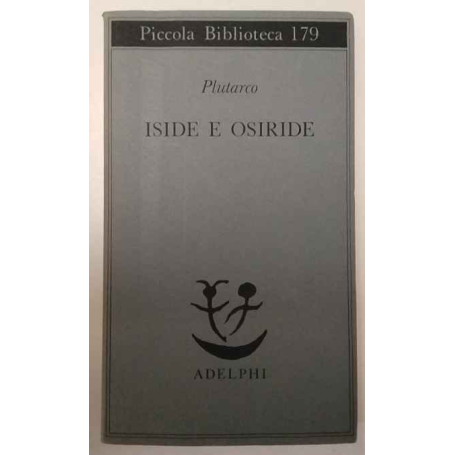 Piccola Biblioteca 179
Plutarco
ISIDE E OSIRIDE
ADELPHI